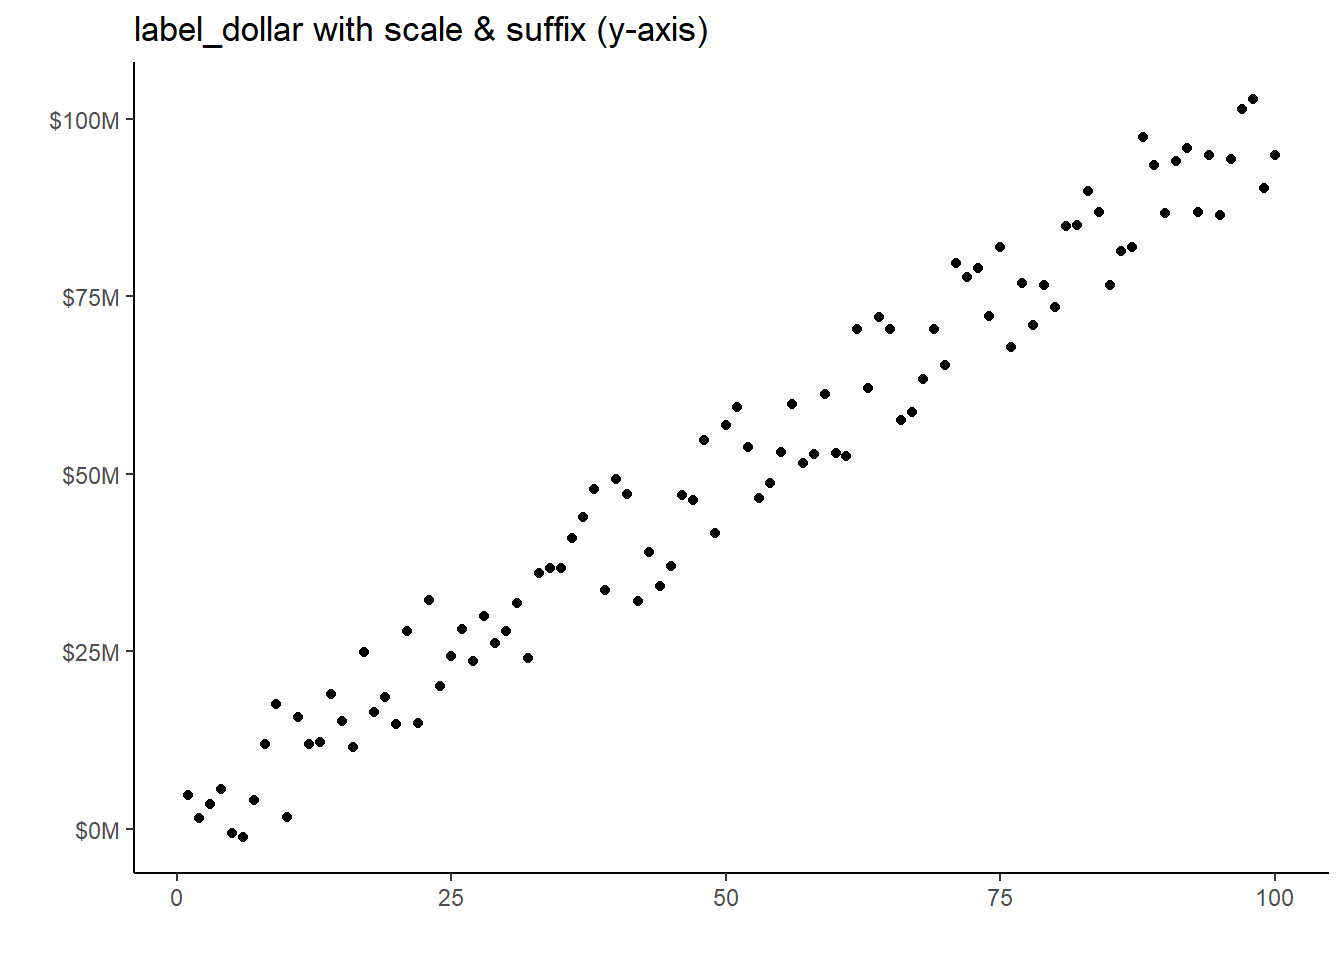 label_dollar with scale & suffix (y-axis)
$100M
$75M
$50M
$25M
$0M
0 25 50 75 100